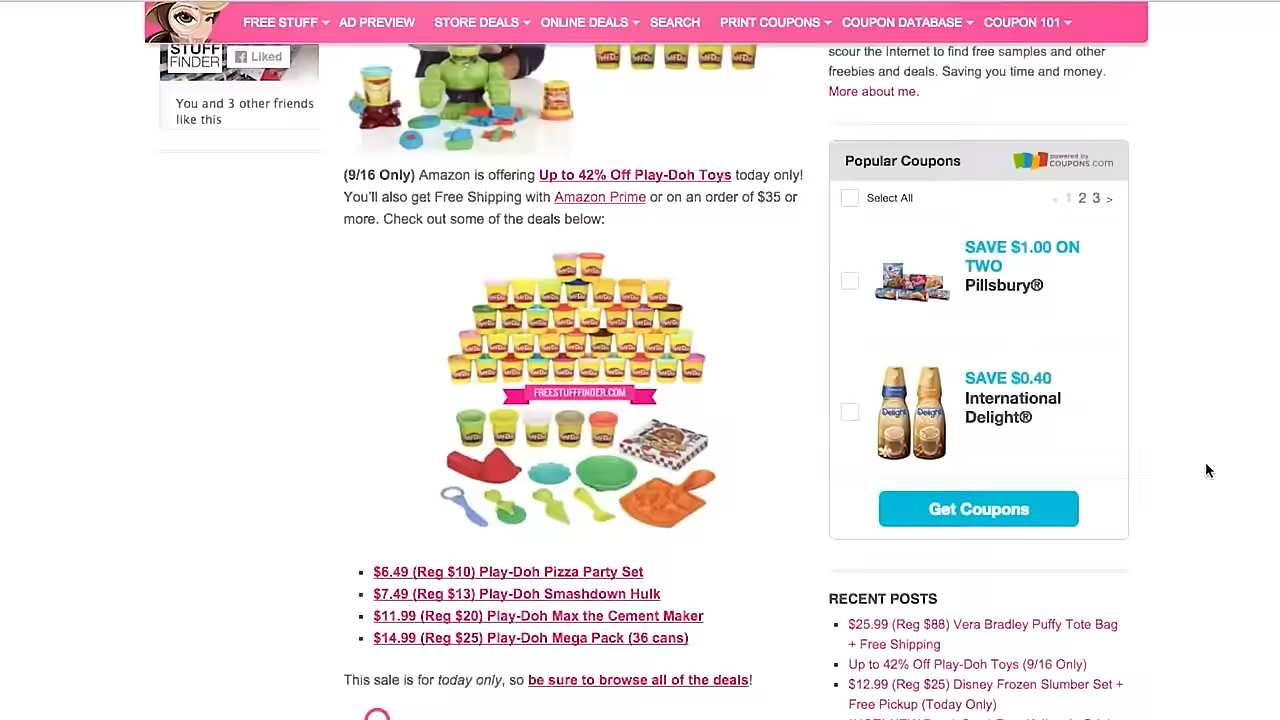 FREE STUFF
AD PREVIEW
STORE DEALS
ONLINE DEALS
SEARCH
PRINT COUPONS
COUPON DATABASE
COUPON 101
STUFF
FINDER
Liked
You and 3 other friends
like this
(9/16 Only) Amazon is offering Up to 42% Off Play-Doh Toys today only!
You'll also get Free Shipping with Amazon Prime or on an order of $35 or
more. Check out some of the deals below:
FREESTUFFFINDER.COM
$6.49 (Reg $10) Play-Doh Pizza Party Set
$7.49 (Reg $13) Play-Doh Smashdown Hulk
$11.99 (Reg $20) Play-Doh Max the Cement Maker
$14.99 (Reg $25) Play-Doh Mega Pack (36 cans)
This sale is for today only, so be sure to browse all of the deals!
scour the Internet to find free samples and other
freebies and deals. Saving you time and money.
More about me.
Popular Coupons
powered by
COUPONS.com
Select All
1 2 3 >
SAVE $1.00 ON
TWO
Pillsbury®
SAVE $0.40
International
Delight®
Delight
Delight
Get Coupons
RECENT POSTS
$25.99 (Reg $88) Vera Bradley Puffy Tote Bag
+ Free Shipping
Up to 42% Off Play-Doh Toys (9/16 Only)
$12.99 (Reg $25) Disney Frozen Slumber Set +
Free Pickup (Today Only)